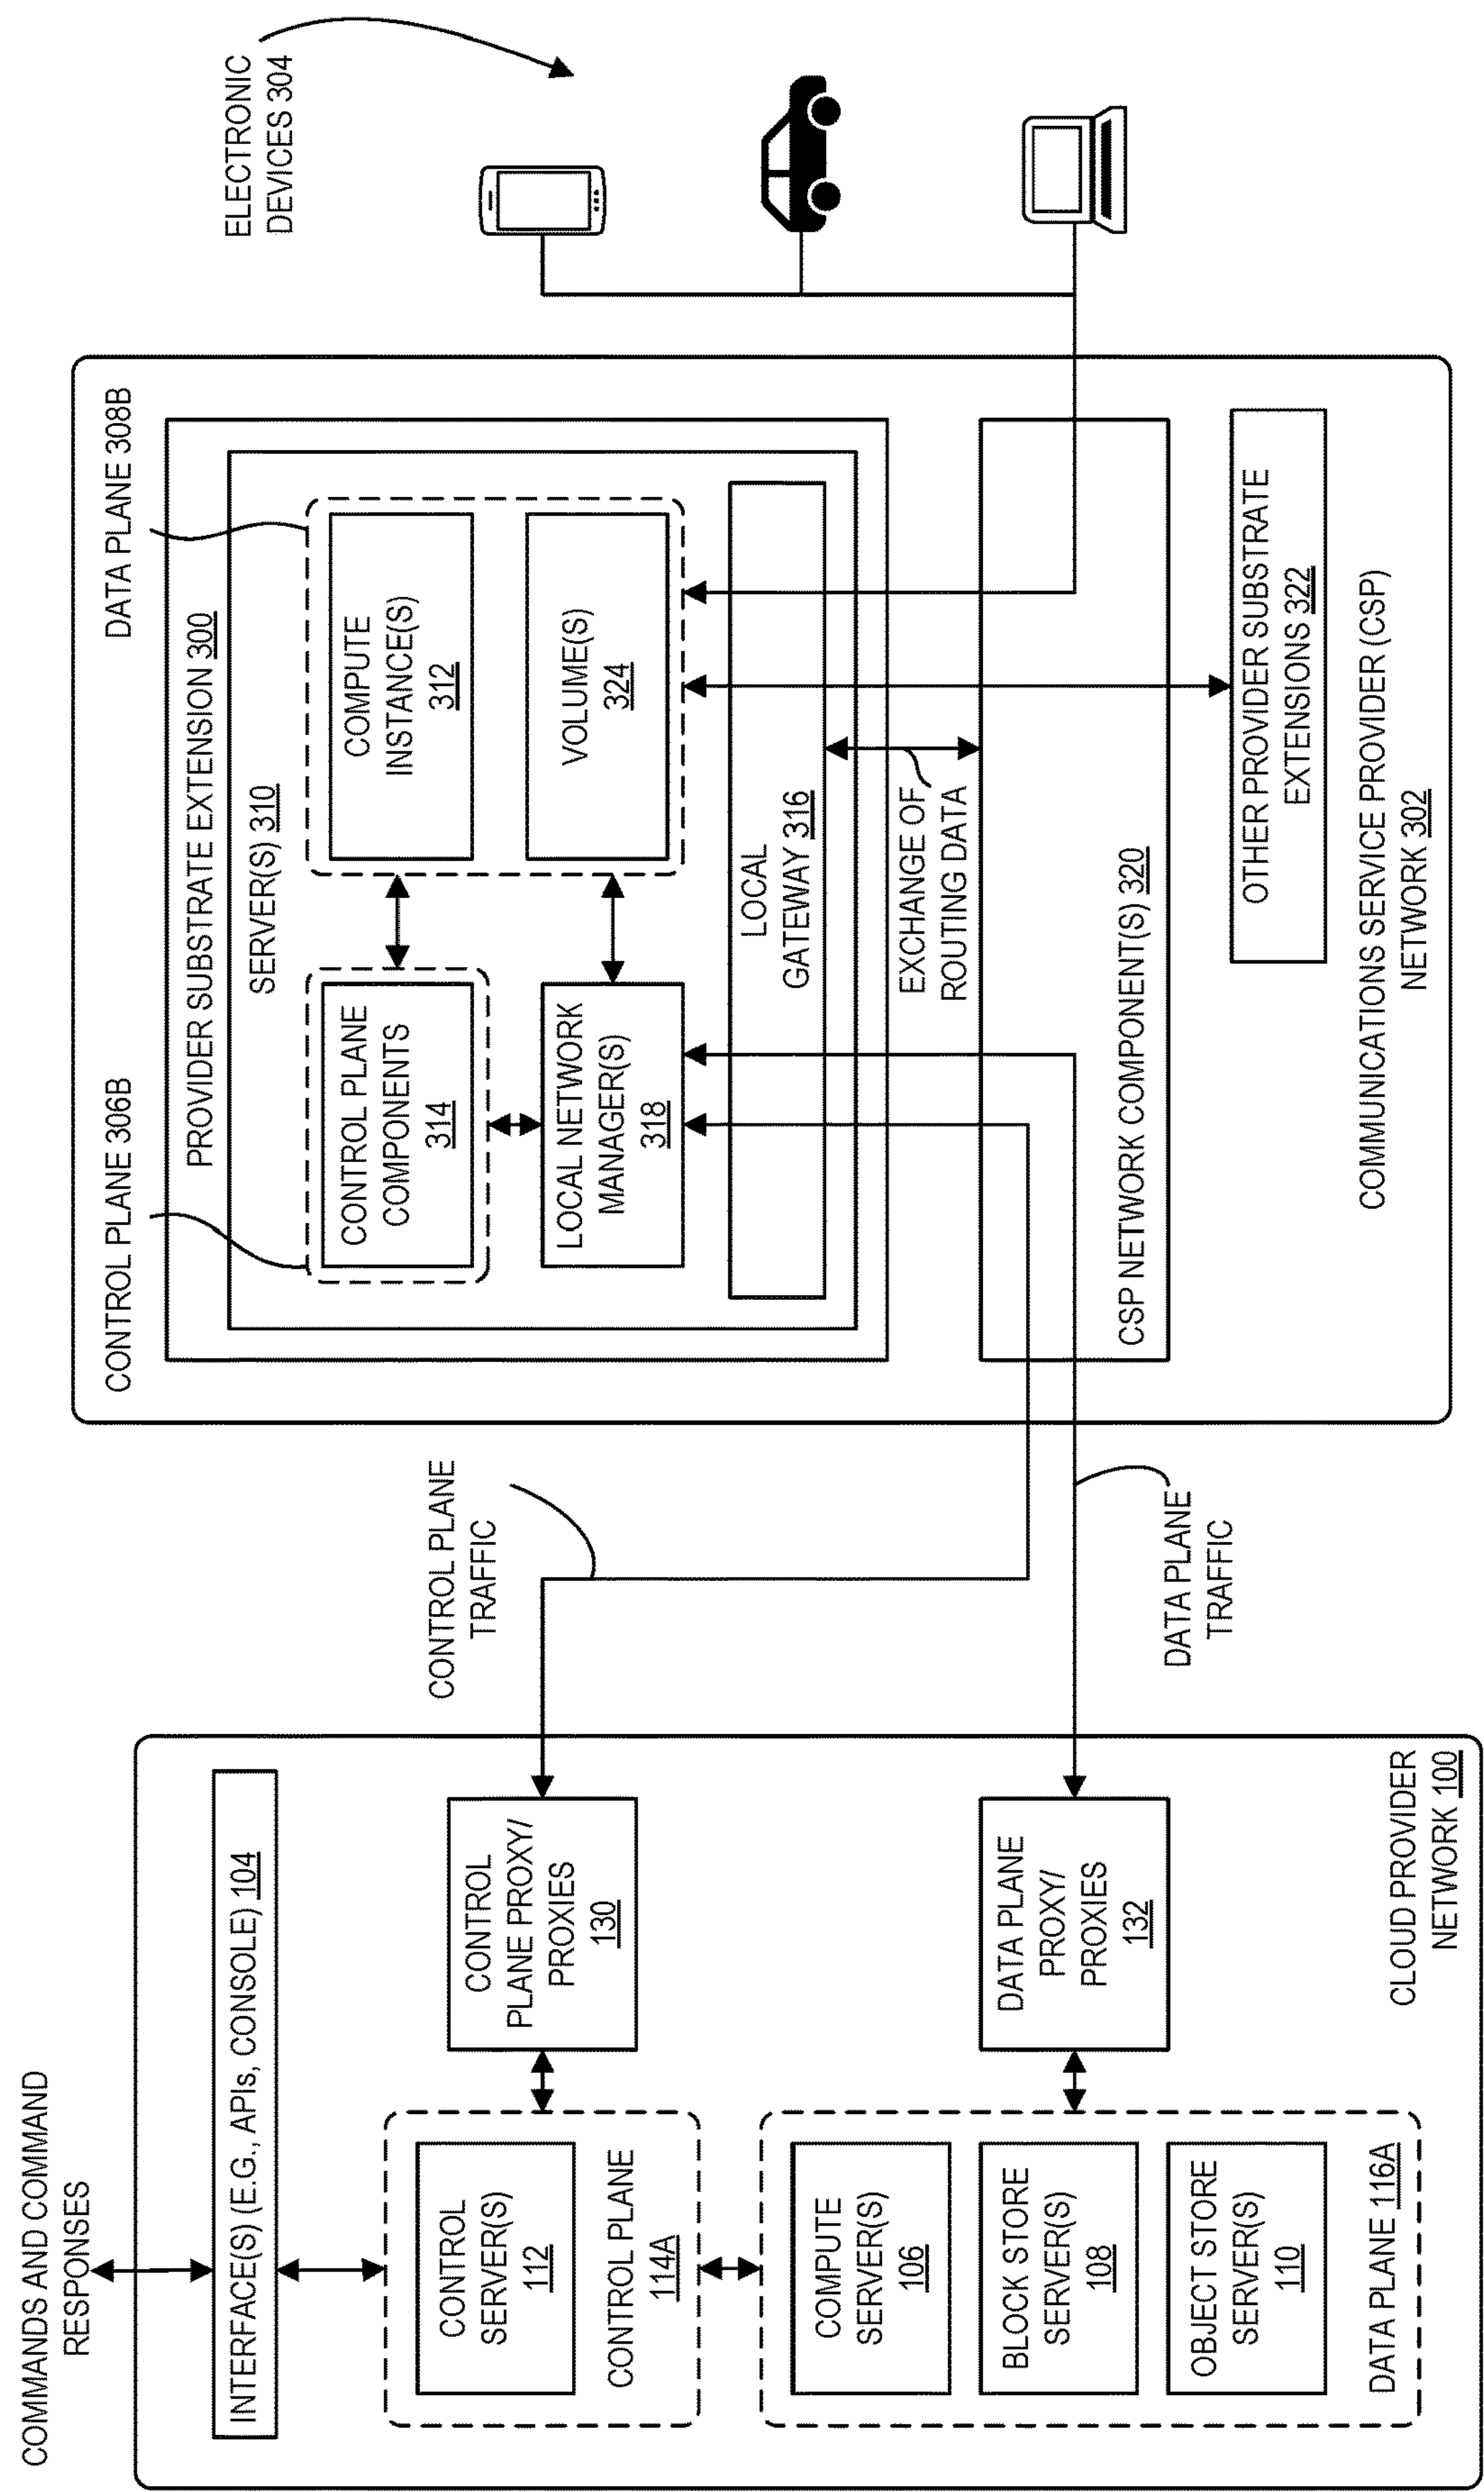 COMMANDS AND COMMAND
RESPONSES
INTERFACE(S) (E.G., APIs, CONSOLE) 104
CONTROL
SERVER(S)
112
CONTROL PLANE
114A
COMPUTE
SERVER(S)
106
BLOCK STORE
SERVER(S)
108
OBJECT STORE
SERVER(S)
110
DATA PLANE 116A
CONTROL
PLANE PROXY/
PROXIES
130
DATA PLANE
PROXY/
PROXIES
132
CLOUD PROVIDER
NETWORK 100
CONTROL PLANE
TRAFFIC
DATA PLANE
TRAFFIC
CONTROL PLANE 306B
DATA PLANE 308B
PROVIDER SUBSTRATE EXTENSION 300
SERVER(S) 310
CONTROL PLANE
COMPONENTS
314
COMPUTE
INSTANCE(S)
312
LOCAL NETWORK
MANAGER(S)
318
VOLUME(S)
324
LOCAL
GATEWAY 316
EXCHANGE OF
ROUTING DATA
CSP NETWORK COMPONENT(S) 320
OTHER PROVIDER SUBSTRATE
EXTENSIONS 322
COMMUNICATIONS SERVICE PROVIDER (CSP)
NETWORK 302
ELECTRONIC
DEVICES 304